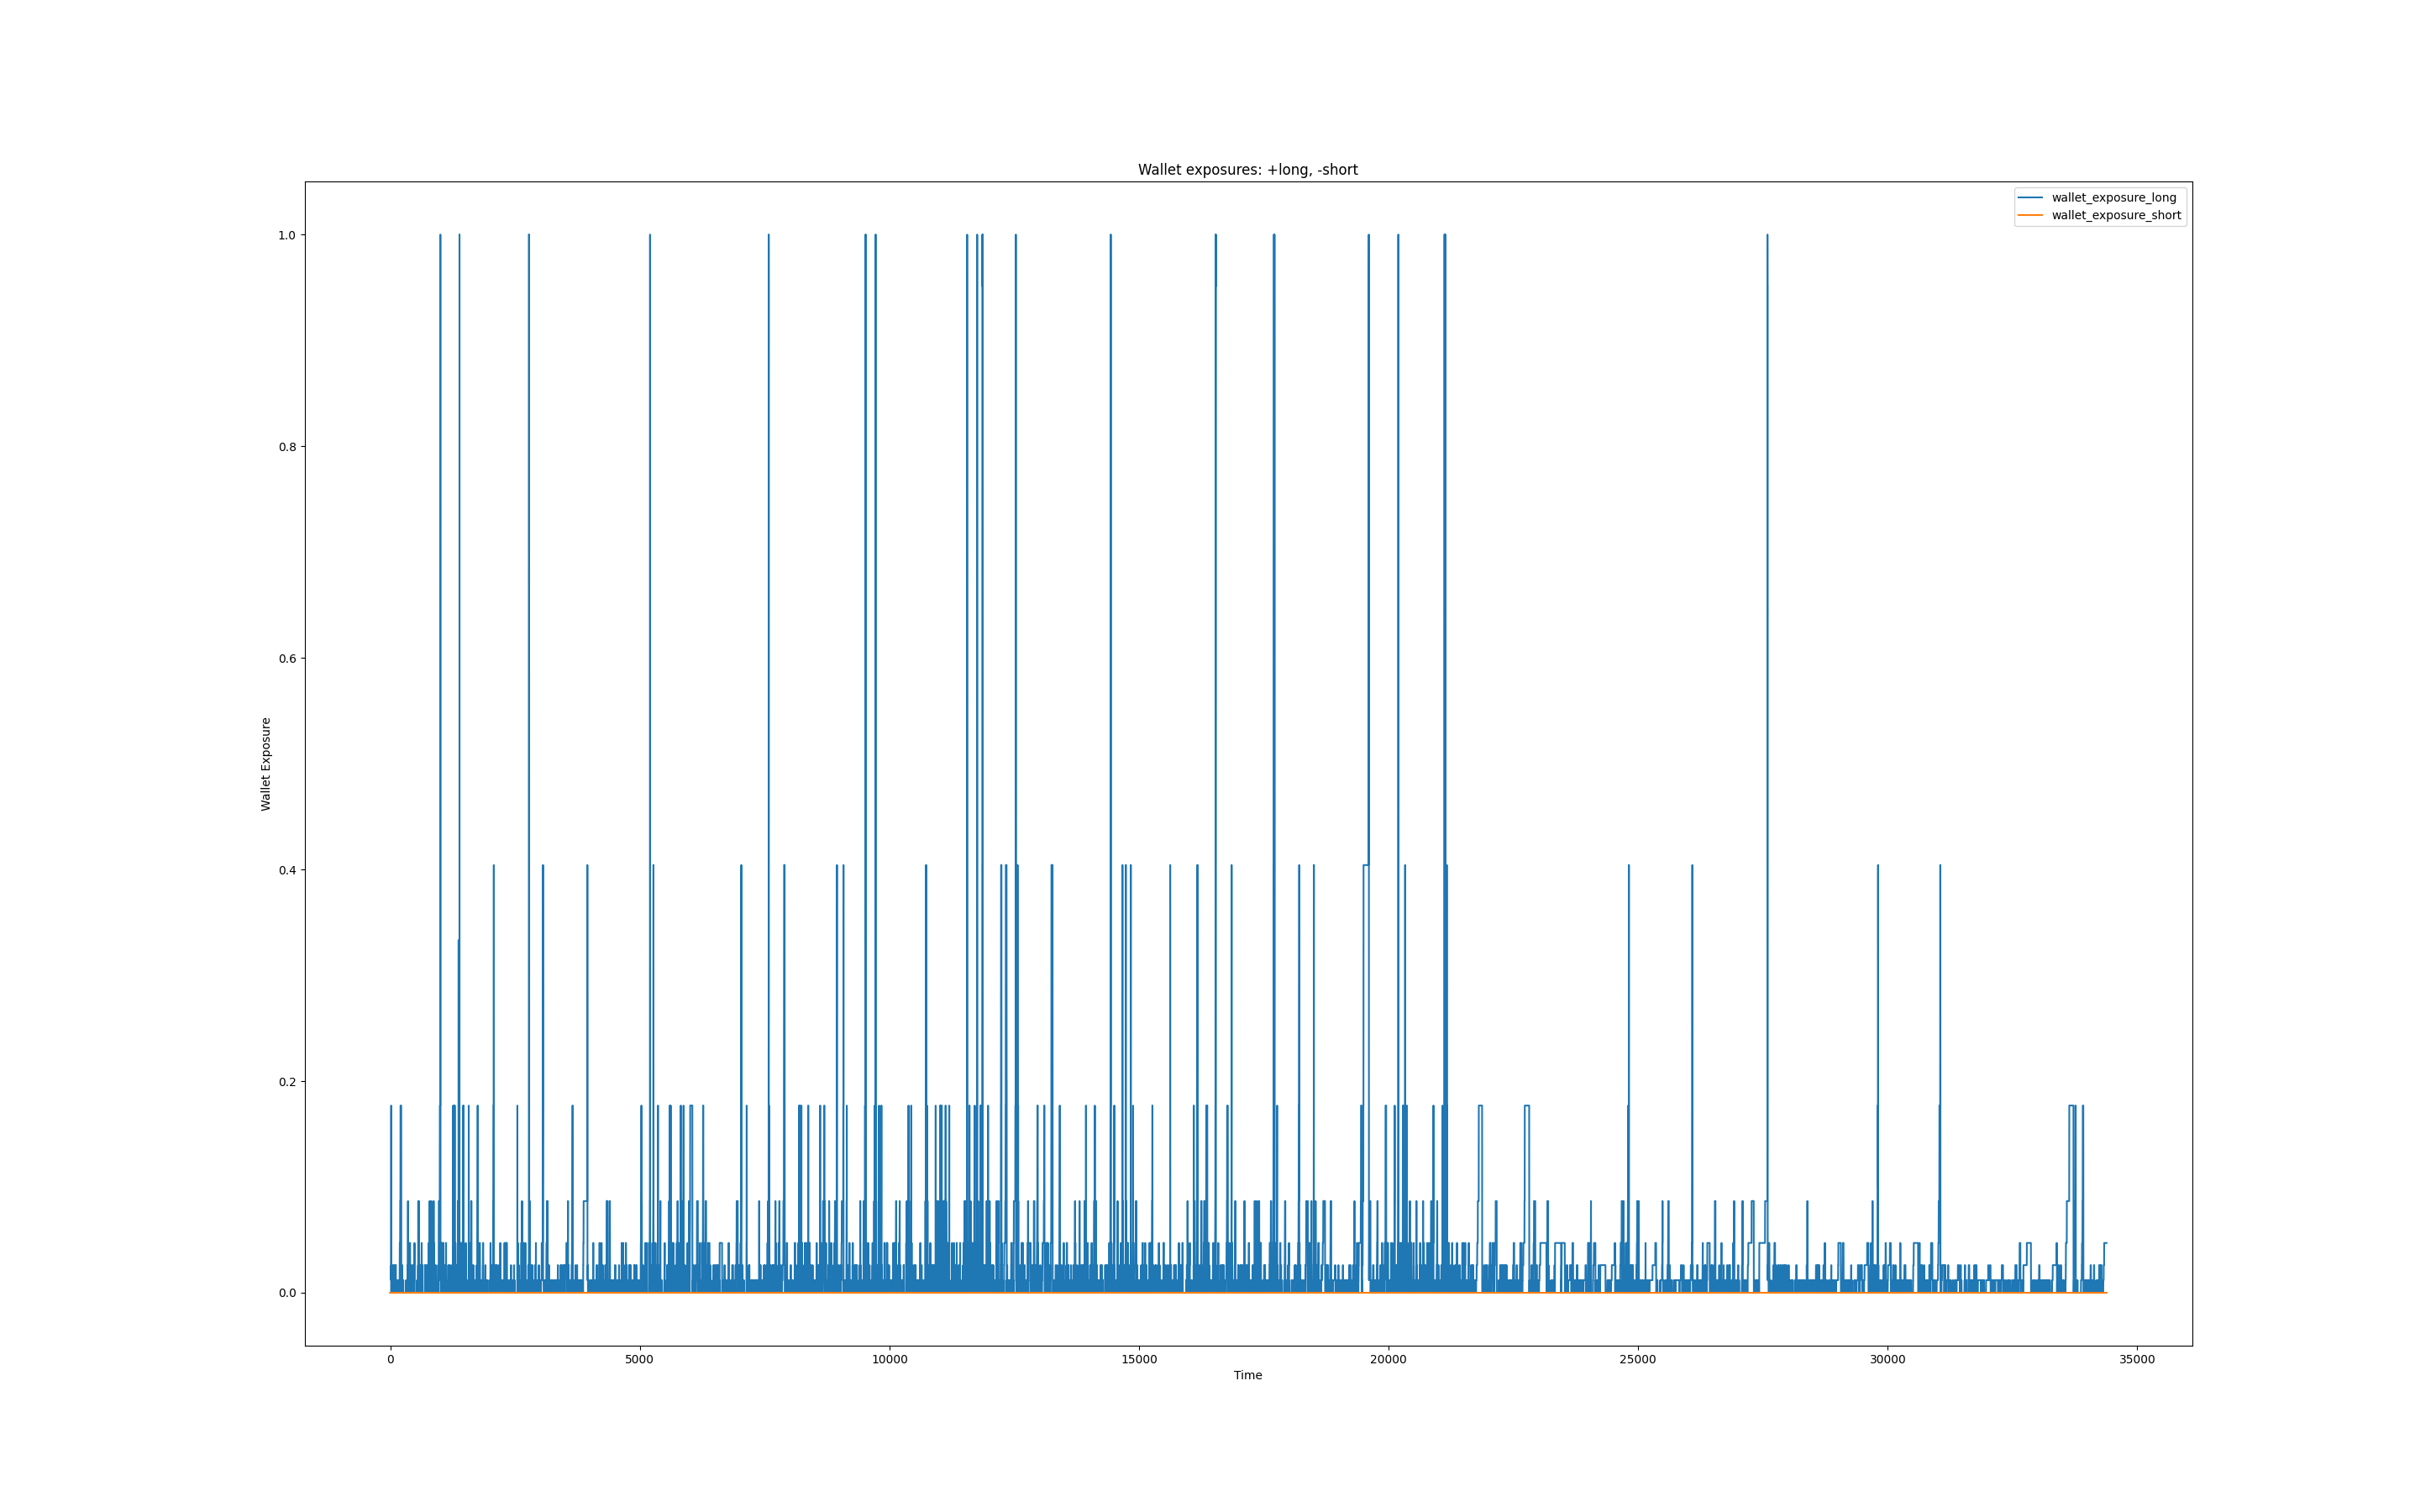 Wallet exposures: +long, -short
wallet_exposure_long
wallet_exposure_short
1.0
0.8
0.6
0.4
0.2
0.0
Wallet Exposure
0 5000 10000 15000 20000 25000 30000 35000
Time